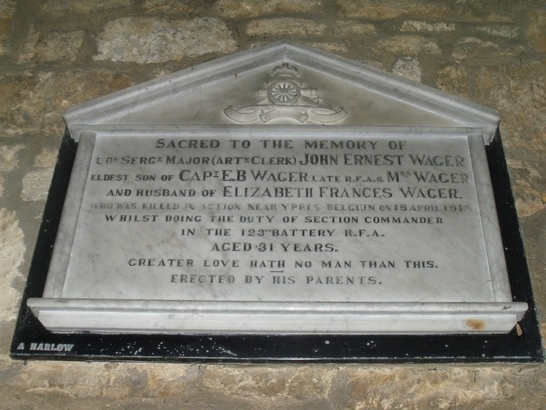 SACRED TO THE MEMORY OF
SERGT MAJOR (ARTY CLERK) JOHN ERNEST WAGER
ELDEST SON OF CAPT E.B WAGER LATE R.F.A. & MRS WAGER
AND HUSBAND OF ELIZABETH FRANCES WAGER.
WHO WAS KILLED IN ACTION NEAR YPRES BELGIUM ON 18 APRIL
WHILST DOING THE DUTY OF SECTION COMMANDER
IN THE 123RD BATTERY R.F.A.
AGED 31 YEARS.
GREATER LOVE HATH NO MAN THAN THIS.
ERECTED BY HIS PARENTS.
A HARLOW